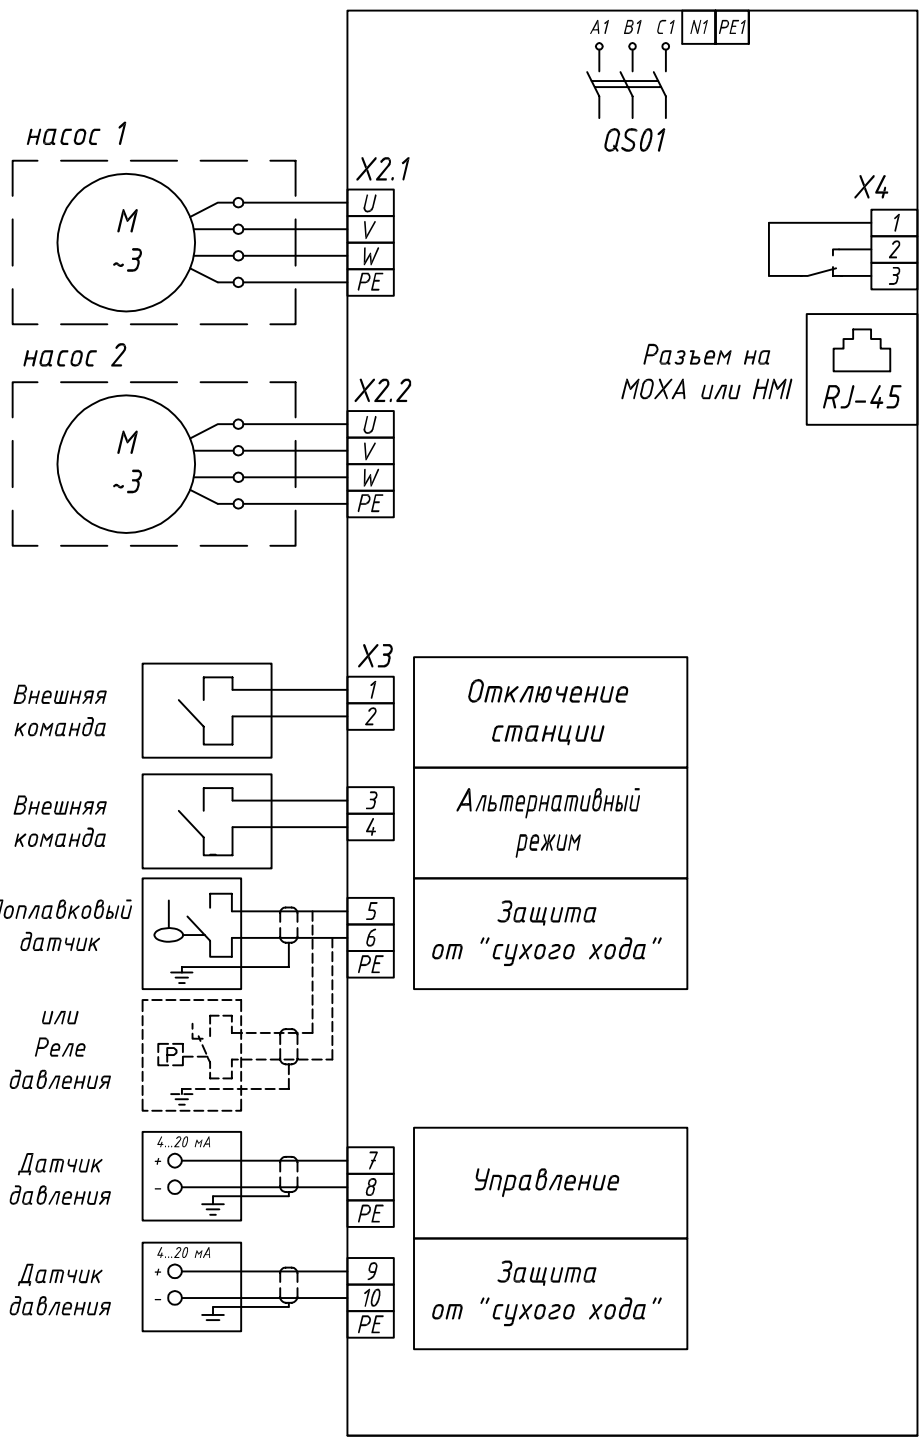 A1 B1 C1 N1 PE1
QS01
насос 1
M
~3
X2.1
U
V
W
PE
X4
1
2
3
насос 2
M
~3
X2.2
U
V
W
PE
Разъем на
MOXA или HMI
RJ-45
X3
Внешняя
команда
1
2
Отключение
станции
Внешняя
команда
3
4
Альтернативный
режим
Поплавковый
датчик
5
6
PE
Защита
от "сухого хода"
или
Реле
давления
P
Датчик
давления
4...20 мА
+
-
7
8
PE
Управление
Датчик
давления
4...20 мА
+
-
9
10
PE
Защита
от "сухого хода"